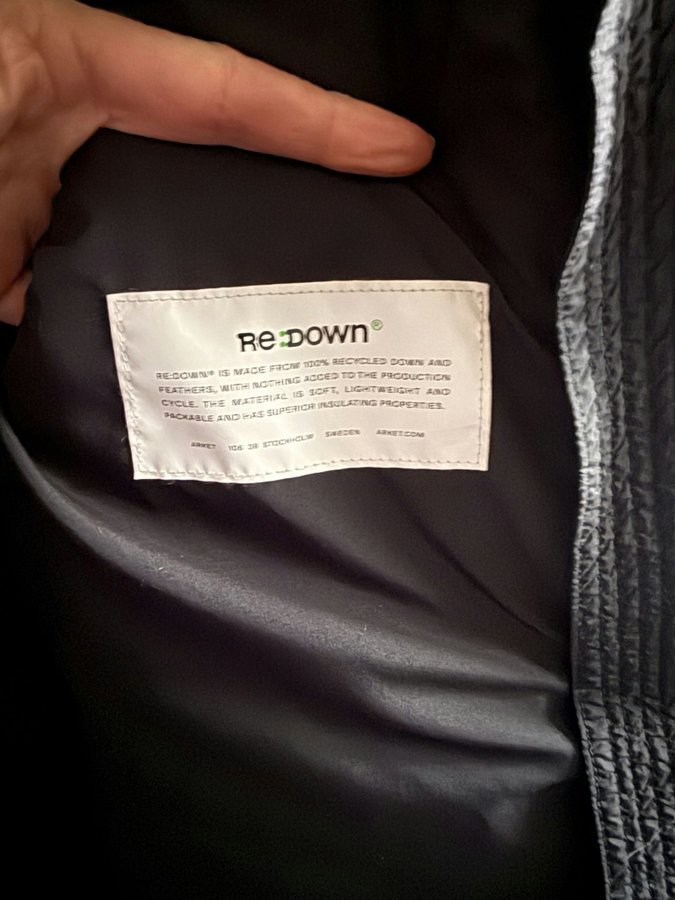 Re:Down®
RE:DOWN® IS MADE FROM 100% RECYCLED DOWN AND
FEATHERS, WITH NOTHING ADDED TO THE PRODUCTION
CYCLE. THE MATERIAL IS SOFT, LIGHTWEIGHT AND
PACKABLE AND HAS SUPERIOR INSULATING PROPERTIES.
ARKET 106 38 STOCKHOLM SWEDEN ARKET.COM